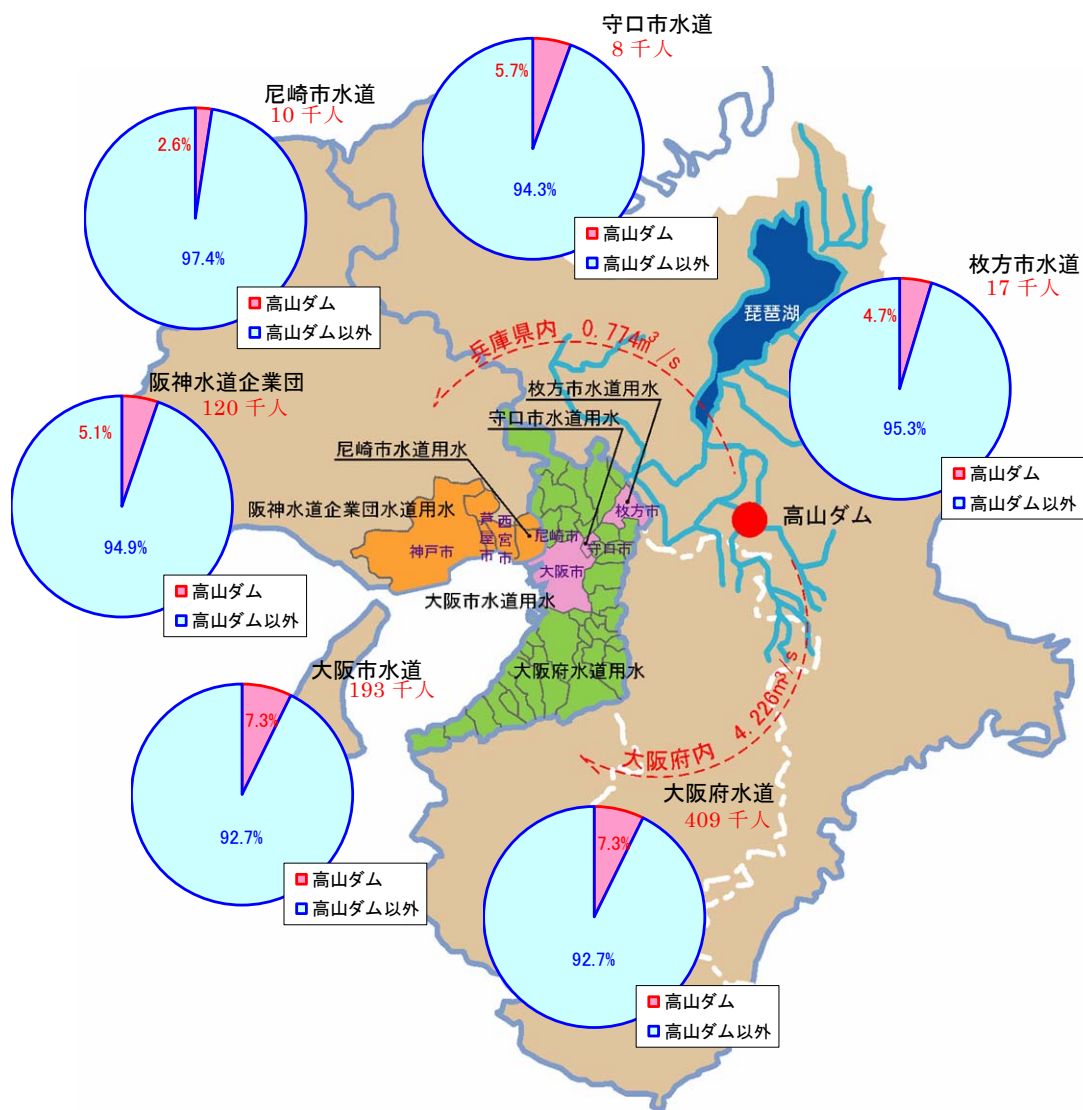 守口市水道
8 千人
5.7%
94.3%
高山ダム
高山ダム以外
尼崎市水道
10 千人
2.6%
97.4%
高山ダム
高山ダム以外
枚方市水道
17 千人
4.7%
95.3%
高山ダム
高山ダム以外
琵琶湖
兵庫県内 0.774m³/s
阪神水道企業団
120 千人
5.1%
94.9%
高山ダム
高山ダム以外
枚方市水道用水
守口市水道用水
尼崎市水道用水
阪神水道企業団水道用水
神戸市
芦屋市
西宮市
尼崎市
枚方市
守口市
大阪市
高山ダム
大阪市水道用水
大阪府水道用水
大阪府内 4.226m³/s
大阪市水道
193 千人
7.3%
92.7%
高山ダム
高山ダム以外
大阪府水道
409 千人
7.3%
92.7%
高山ダム
高山ダム以外